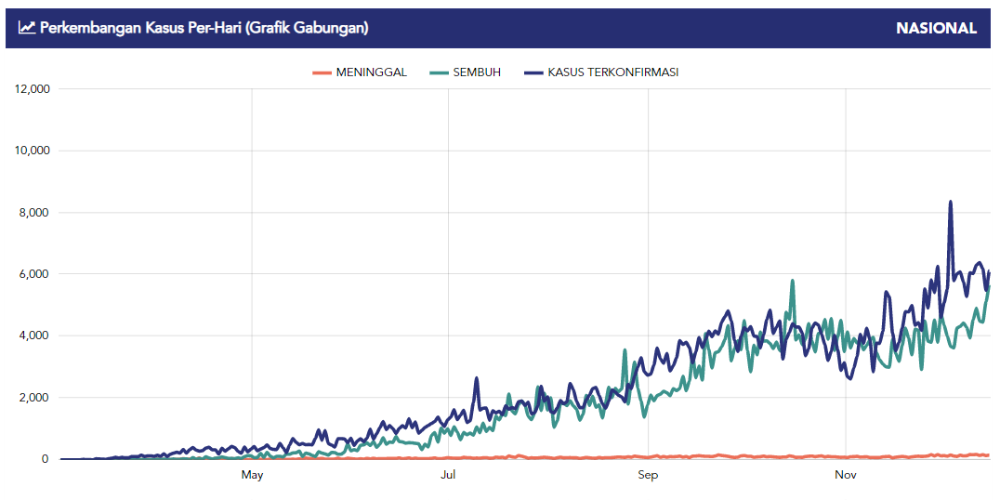 Perkembangan Kasus Per-Hari (Grafik Gabungan) NASIONAL
MENINGGAL SEMBUH KASUS TERKONFIRMASI
12,000
10,000
8,000
6,000
4,000
2,000
0
May Jul Sep Nov